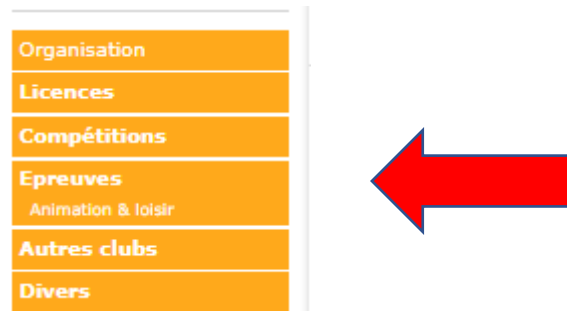 Organisation
Licences
Compétitions
Epreuves
Animation & loisir
Autres clubs
Divers